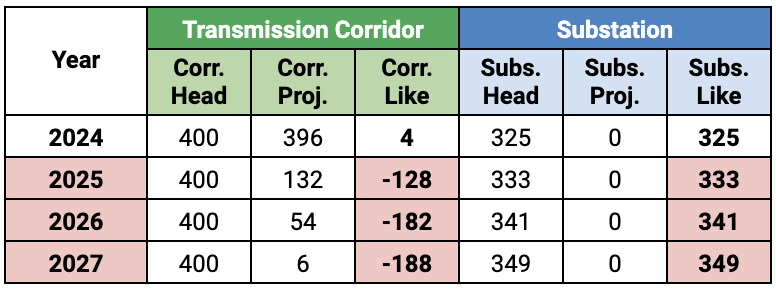 Year Transmission Corridor Substation
Corr. Head Corr. Proj. Corr. Like Subs. Head Subs. Proj. Subs. Like
2024 400 396 4 325 0 325
2025 400 132 -128 333 0 333
2026 400 54 -182 341 0 341
2027 400 6 -188 349 0 349